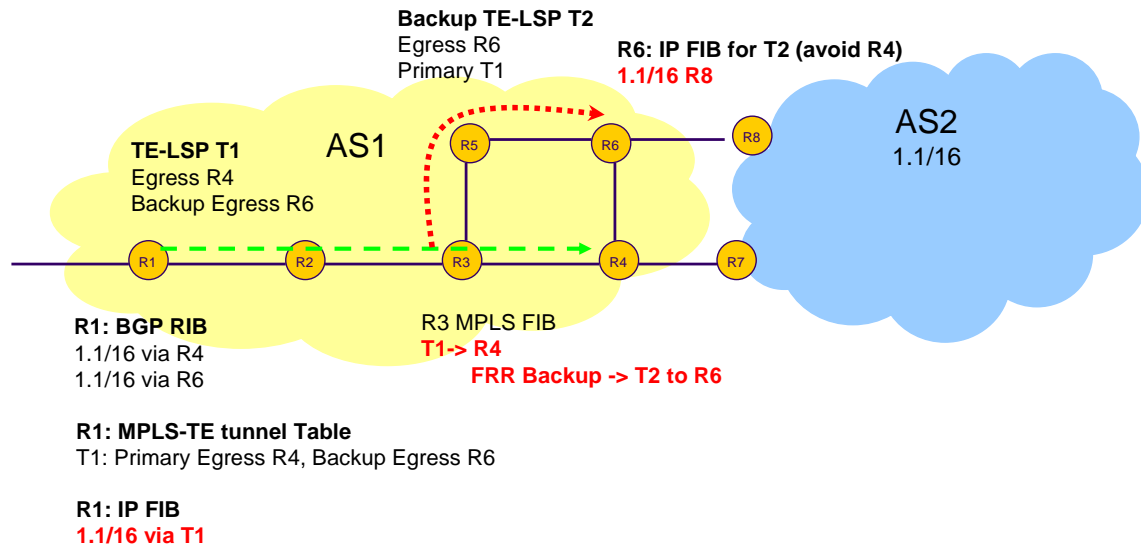 Backup TE-LSP T2
Egress R6
Primary T1
R6: IP FIB for T2 (avoid R4)
1.1/16 R8
TE-LSP T1
Egress R4
Backup Egress R6
AS1
AS2
1.1/16
R5
R6
R8
R1
R2
R3
R4
R7
R1: BGP RIB
1.1/16 via R4
1.1/16 via R6
R3 MPLS FIB
T1-> R4
FRR Backup -> T2 to R6
R1: MPLS-TE tunnel Table
T1: Primary Egress R4, Backup Egress R6
R1: IP FIB
1.1/16 via T1